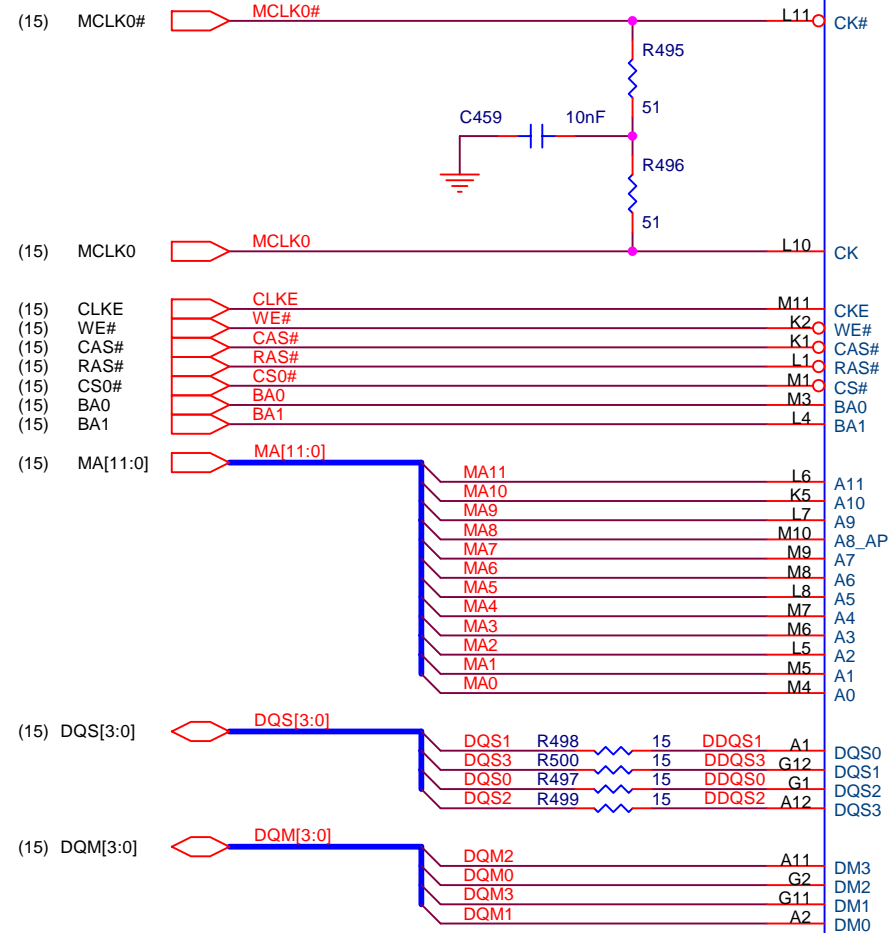 (15) MCLK0# MCLK0# L11 CK#
R495
51
C459 10nF
R496
51
(15) MCLK0 MCLK0 L10 CK
(15) CLKE CLKE M11 CKE
(15) WE# WE# K2 WE#
(15) CAS# CAS# K1 CAS#
(15) RAS# RAS# L1 RAS#
(15) CS0# CS0# M1 CS#
(15) BA0 BA0 M3 BA0
(15) BA1 BA1 L4 BA1
(15) MA[11:0] MA[11:0]
MA11 L6 A11
MA10 K5 A10
MA9 L7 A9
MA8 M10 A8_AP
MA7 M9 A7
MA6 M8 A6
MA5 L8 A5
MA4 M7 A4
MA3 M6 A3
MA2 L5 A2
MA1 M5 A1
MA0 M4 A0
(15) DQS[3:0] DQS[3:0]
DQS1 R498 15 DDQS1 A1 DQS0
DQS3 R500 15 DDQS3 G12 DQS1
DQS0 R497 15 DDQS0 G1 DQS2
DQS2 R499 15 DDQS2 A12 DQS3
(15) DQM[3:0] DQM[3:0]
DQM2 A11 DM3
DQM0 G2 DM2
DQM3 G11 DM1
DQM1 A2 DM0